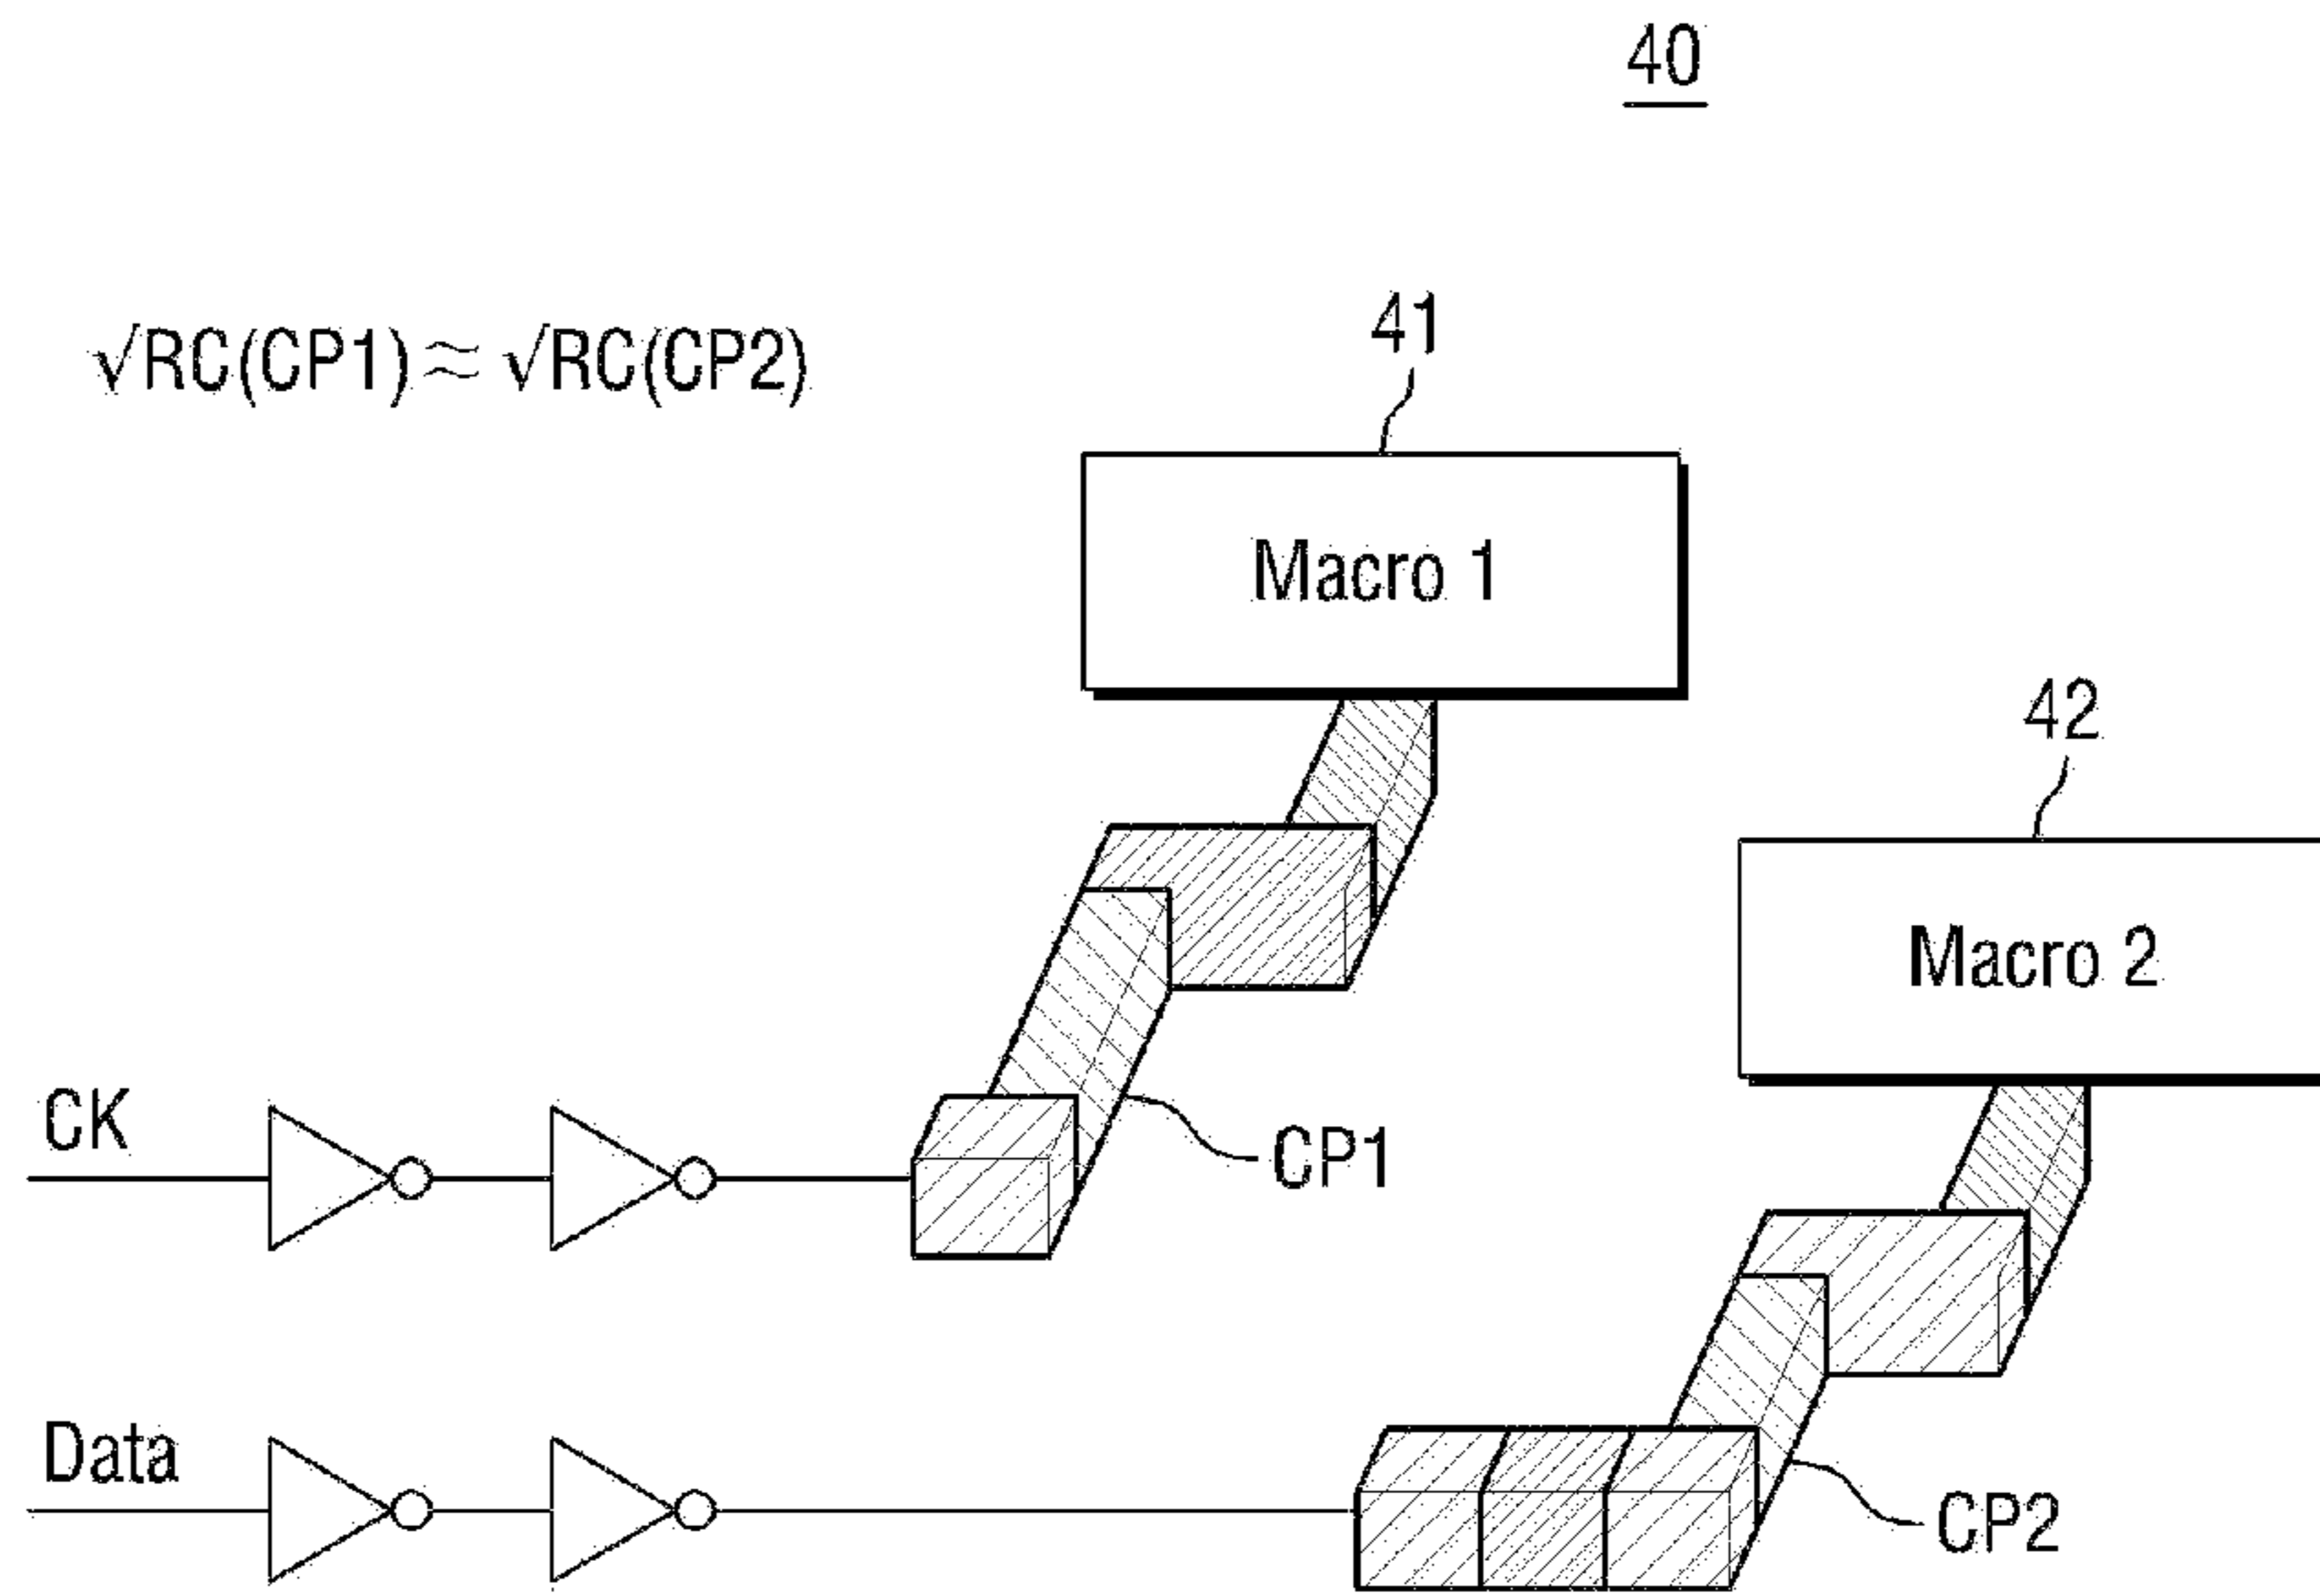 40
√RC(CP1)≈√RC(CP2)
41
Macro 1
42
Macro 2
CK
CP1
Data
CP2